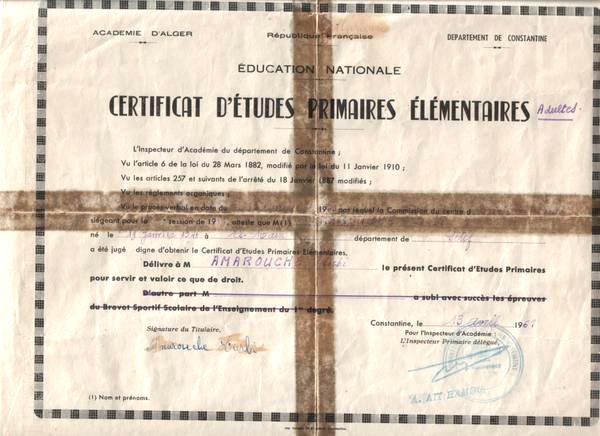 ACADEMIE D'ALGER
République Française
DEPARTEMENT DE CONSTANTINE
ÉDUCATION NATIONALE
CERTIFICAT D'ÉTUDES PRIMAIRES ÉLÉMENTAIRES Adultes
L'Inspecteur d'Académie du département de Constantine ;
Vu l'article 6 de la loi du 28 Mars 1882, modifié par la loi du 11 Janvier 1910 ;
Vu les articles 257 et suivants de l'arrêté du 18 Janvier 1887 modifiés ;
Vu les règlements organiques ;
Vu le procès-verbal en date du 19 par lequel la Commission du centre d
siégeant pour la session de 19 , atteste que M (1)
né le département de
a été jugé digne d'obtenir le Certificat d'Etudes Primaires Elémentaires,
Délivre à M AMAROUCHE le présent Certificat d'Etudes Primaires
pour servir et valoir ce que de droit.
D'autre part M a subi avec succès les épreuves
du Brevet Sportif Scolaire de l'Enseignement du 1er degré.
Constantine, le 13 avril 1961
Signature du Titulaire,
Pour l'Inspecteur d'Académie :
L'Inspecteur Primaire délégué,
Amarouche
(1) Nom et prénoms.